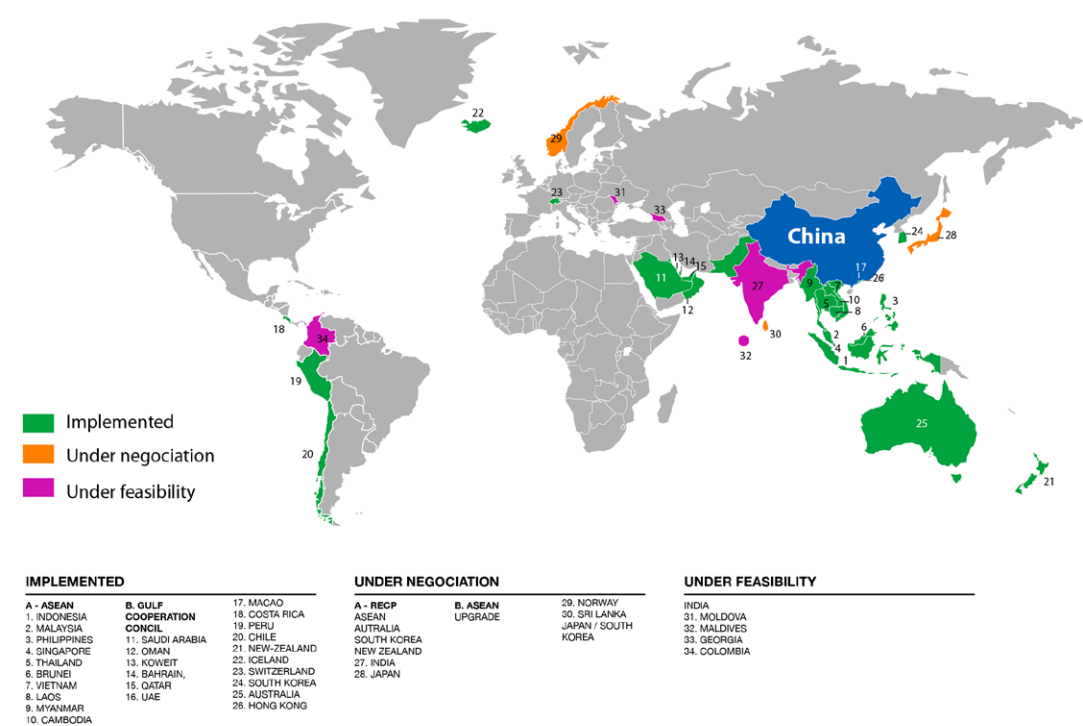 22
29
23
31
33
China
24
28
17
26
13
14
15
11
12
27
9
7
10
5
8
3
30
32
2
6
4
1
18
34
19
20
25
21
Implemented
Under negociation
Under feasibility
IMPLEMENTED
A - ASEAN
1. INDONESIA
2. MALAYSIA
3. PHILIPPINES
4. SINGAPORE
5. THAILAND
6. BRUNEI
7. VIETNAM
8. LAOS
9. MYANMAR
10. CAMBODIA
B. GULF
COOPERATION
CONCIL
11. SAUDI ARABIA
12. OMAN
13. KOWEIT
14. BAHRAIN,
15. QATAR
16. UAE
17. MACAO
18. COSTA RICA
19. PERU
20. CHILE
21. NEW-ZEALAND
22. ICELAND
23. SWITZERLAND
24. SOUTH KOREA
25. AUSTRALIA
26. HONG KONG
UNDER NEGOCIATION
A - RECP
ASEAN
AUTRALIA
SOUTH KOREA
NEW ZEALAND
27. INDIA
28. JAPAN
B. ASEAN
UPGRADE
29. NORWAY
30. SRI LANKA
JAPAN / SOUTH
KOREA
UNDER FEASIBILITY
INDIA
31. MOLDOVA
32. MALDIVES
33. GEORGIA
34. COLOMBIA